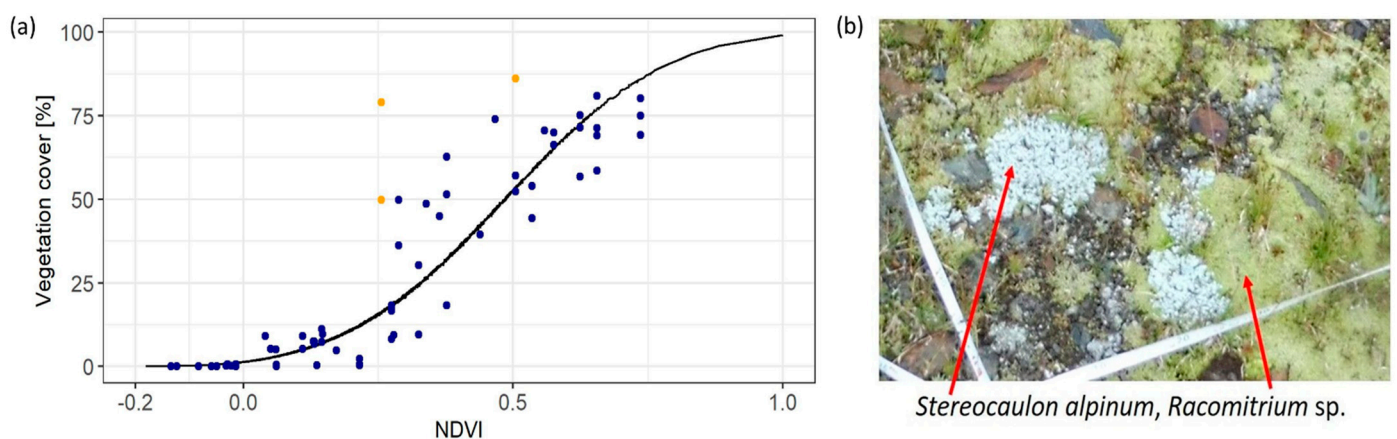 (a)
100
75
50
25
0
Vegetation cover [%]
-0.2
0.0
0.5
1.0
NDVI
(b)
Stereocaulon alpinum, Racomitrium sp.